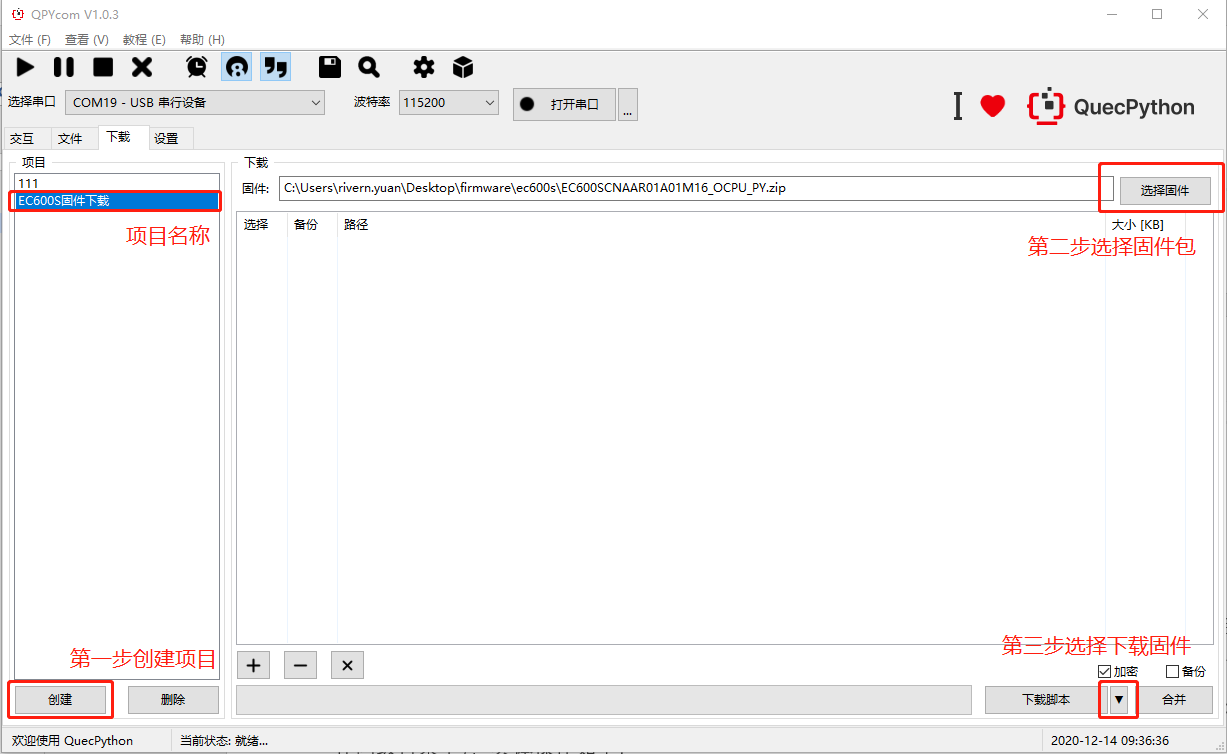 QPYcom V1.0.3
文件 (F) 查看 (V) 教程 (E) 帮助 (H)
选择串口 COM19 - USB 串行设备 波特率 115200 打开串口 ...
QuecPython
交互 文件 下载 设置
项目
111
EC600S固件下载
项目名称
下载
固件: C:\Users\rivern.yuan\Desktop\firmware\ec600s\EC600SCNAAR01A01M16_OCPU_PY.zip 选择固件
选择 备份 路径 大小 [KB]
第二步选择固件包
第一步创建项目
第三步选择下载固件
加密 备份
创建 删除 下载脚本 合并
欢迎使用 QuecPython 当前状态: 就绪... 2020-12-14 09:36:36